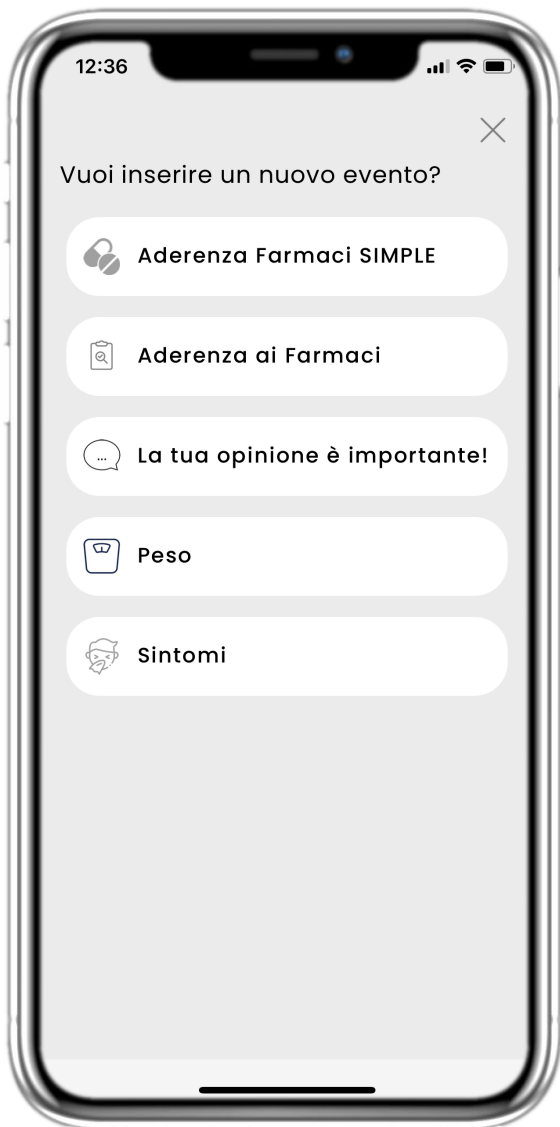 12:36
Vuoi inserire un nuovo evento?
Aderenza Farmaci SIMPLE
Aderenza ai Farmaci
La tua opinione è importante!
Peso
Sintomi